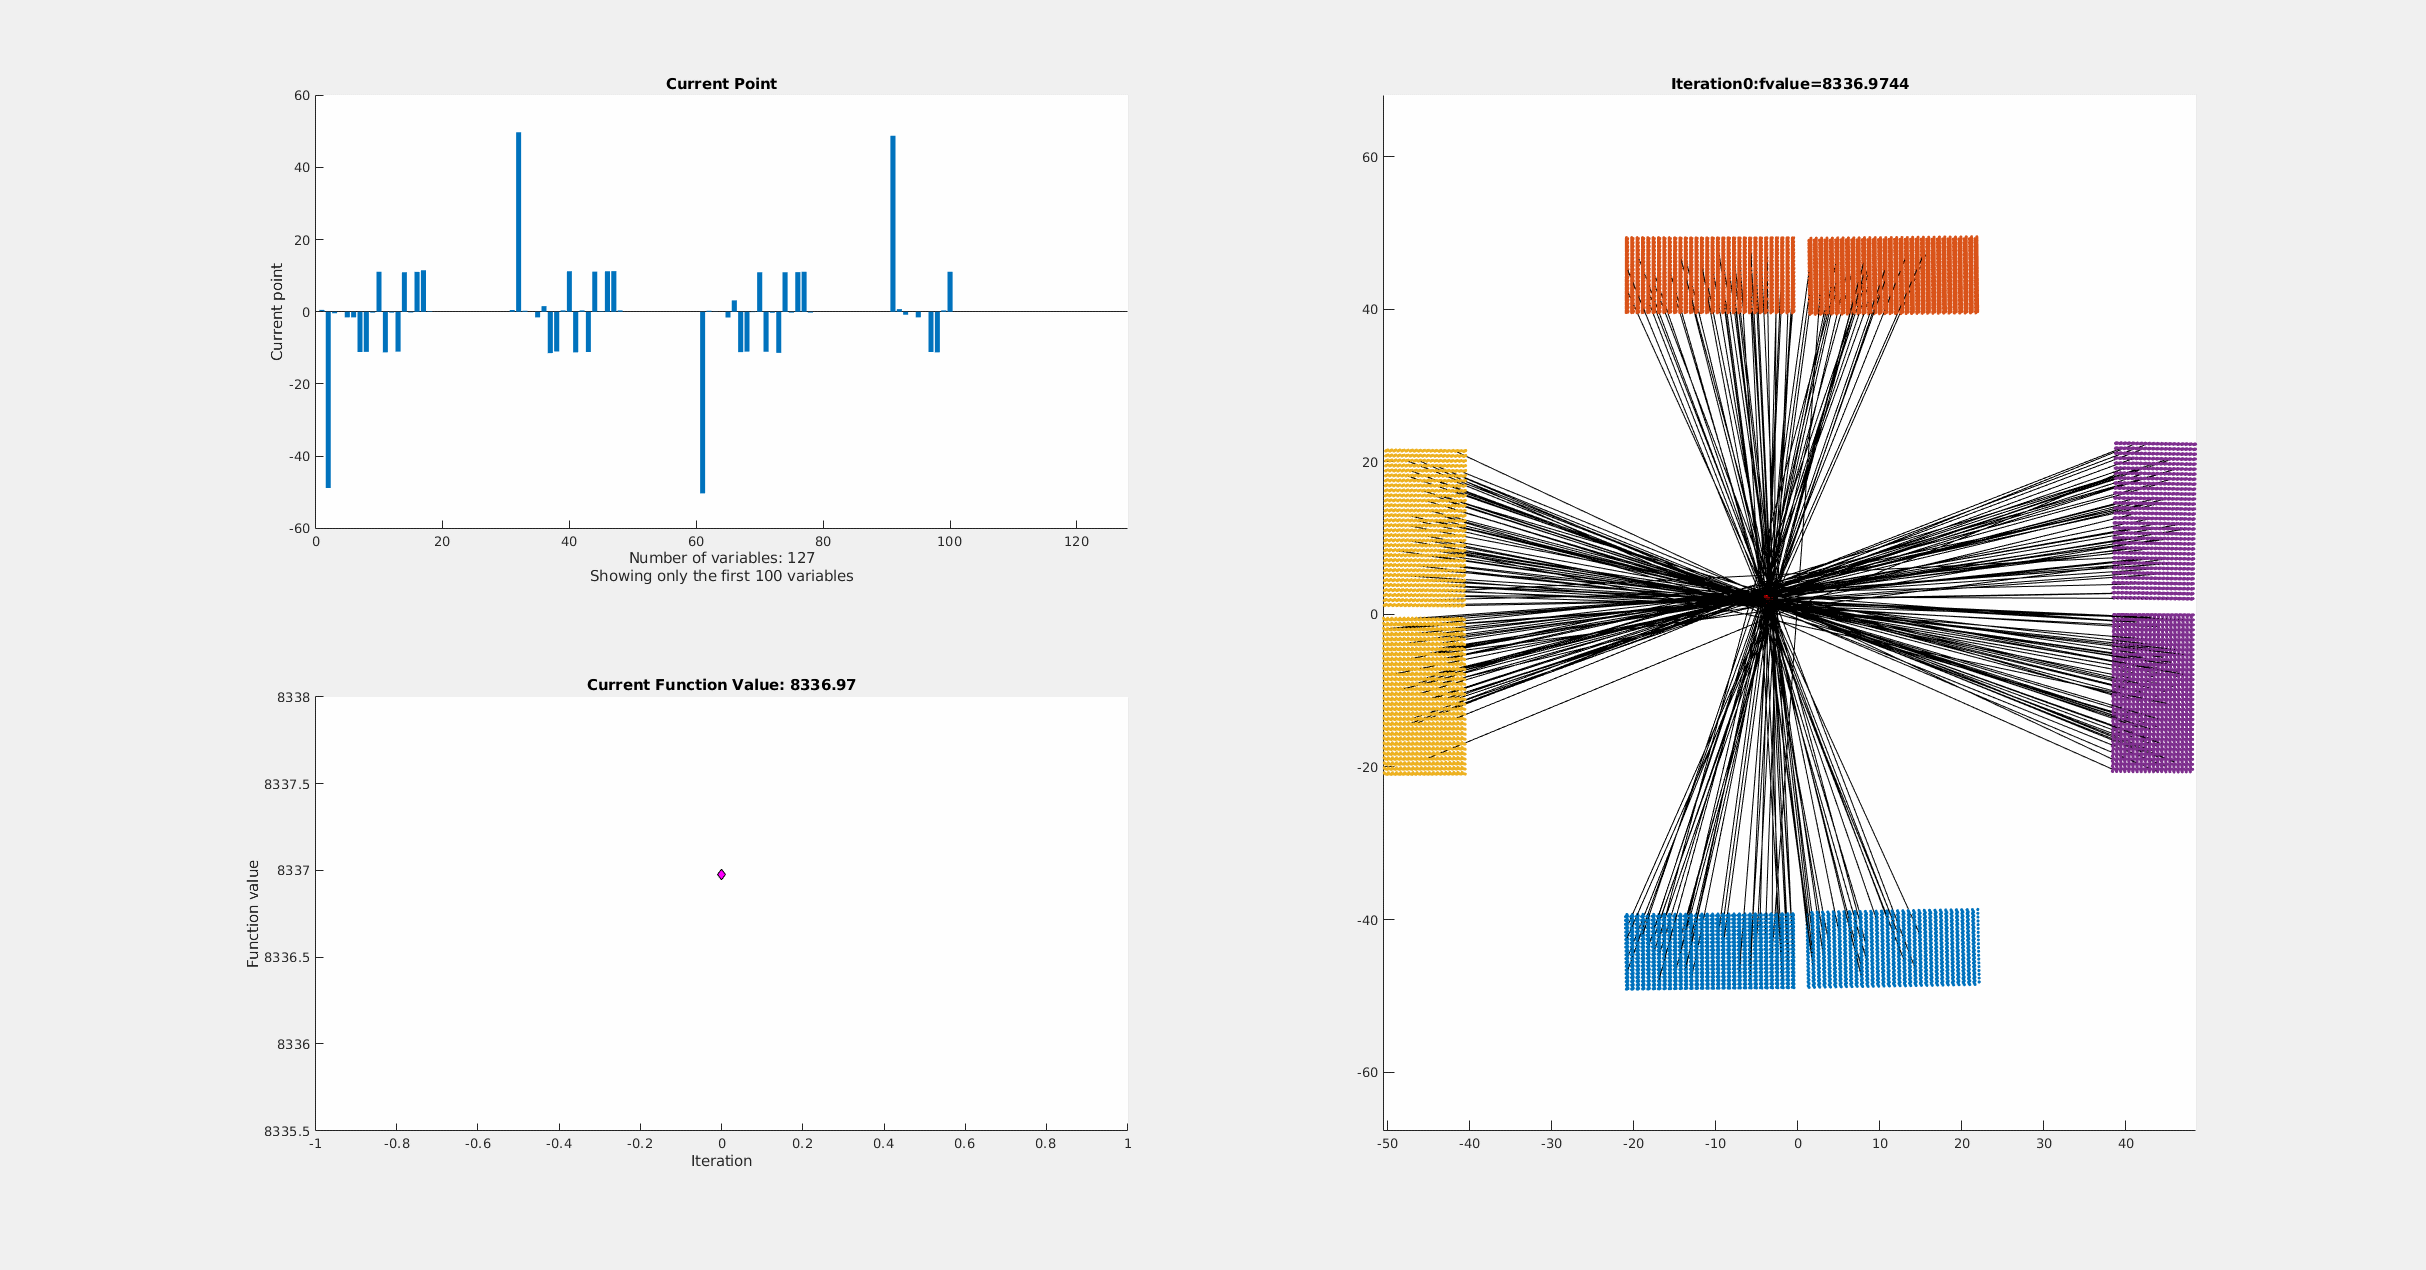 Current Point
60
40
20
0
-20
-40
-60
Current point
0 20 40 60 80 100 120
Number of variables: 127
Showing only the first 100 variables
Current Function Value: 8336.97
8338
8337.5
8337
8336.5
8336
8335.5
Function value
-1 -0.8 -0.6 -0.4 -0.2 0 0.2 0.4 0.6 0.8 1
Iteration
Iteration0:fvalue=8336.9744
60
40
20
0
-20
-40
-60
-50 -40 -30 -20 -10 0 10 20 30 40